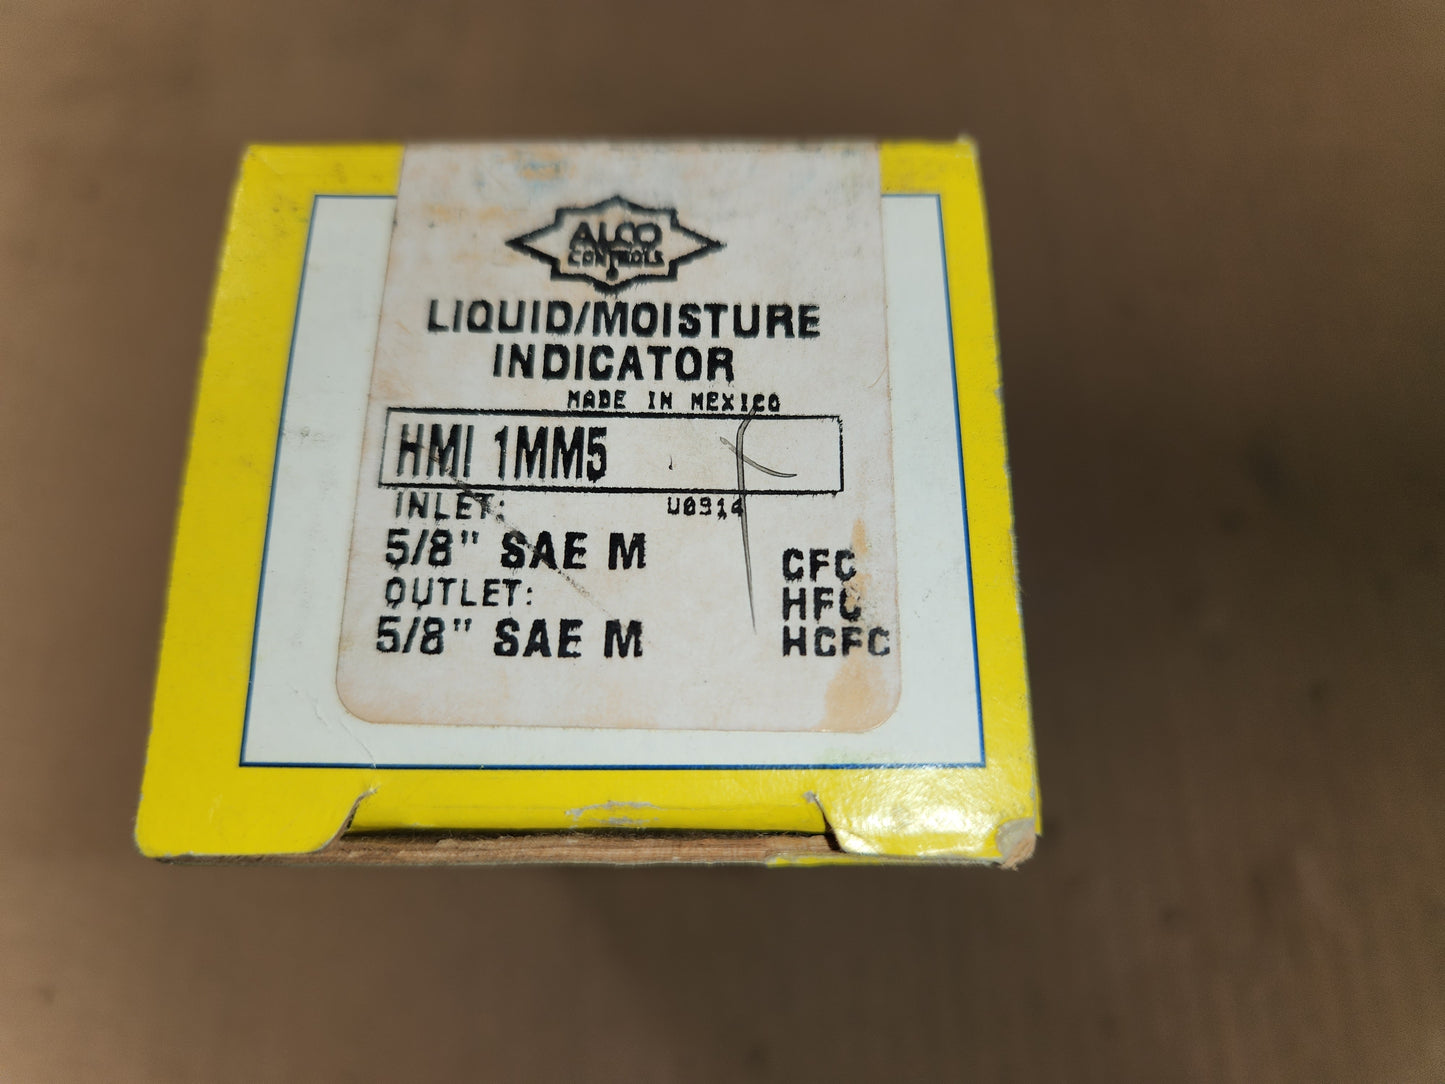 ALCO
CONTROLS
LIQUID/MOISTURE
INDICATOR
MADE IN MEXICO
HMI 1MM5
INLET: U0914
5/8" SAE M
OUTLET:
5/8" SAE M
CFC
HFC
HCFC